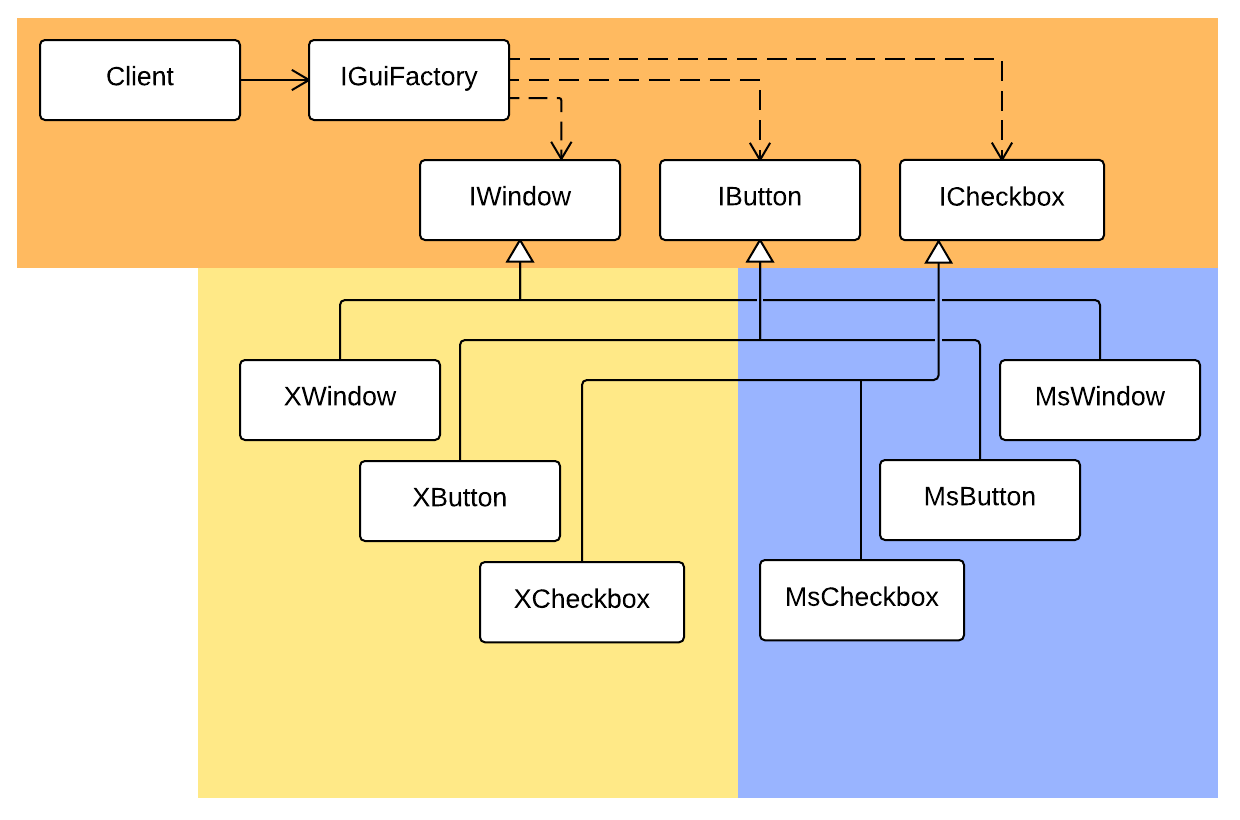 Client
IGuiFactory
IWindow
IButton
ICheckbox
XWindow
MsWindow
XButton
MsButton
XCheckbox
MsCheckbox